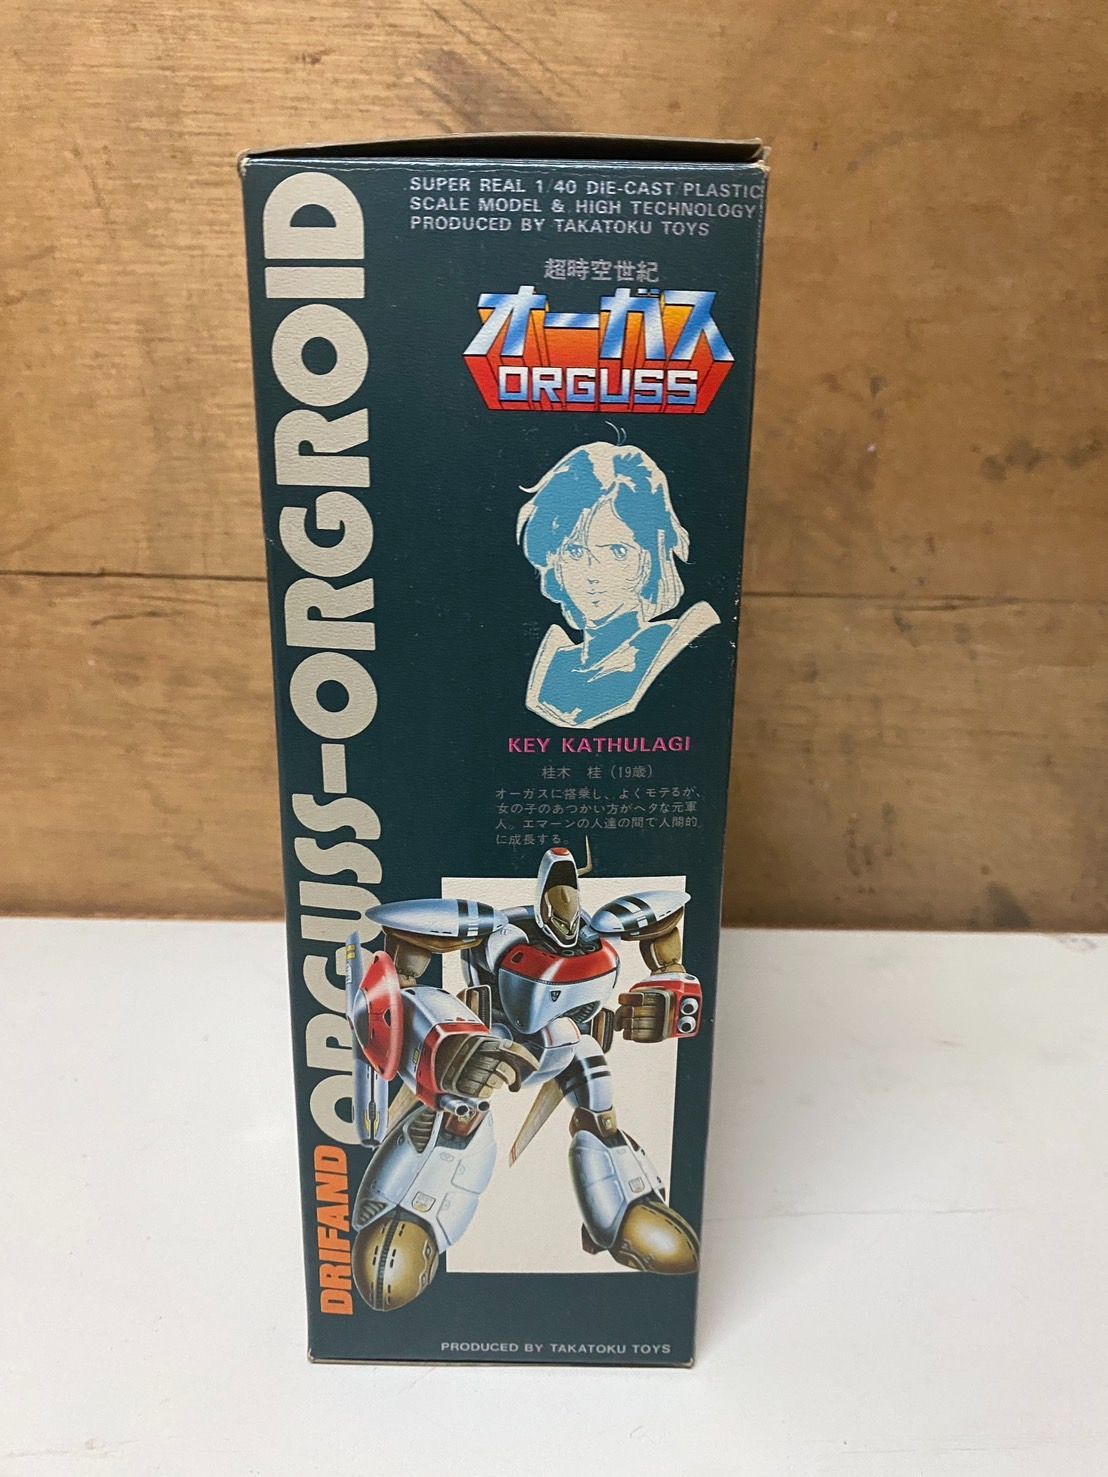 SUPER REAL 1/40 DIE-CAST/PLASTIC
SCALE MODEL & HIGH TECHNOLOGY
PRODUCED BY TAKATOKU TOYS
超時空世紀
オーガス
ORGUSS
KEY KATHULAGI
桂木 桂(19歳)
オーガスに搭乗し、よくモテるが、
女の子のあつかい方がヘタな元軍
人。エマーンの人達の間で人間的
に成長する。
DRIFAND ORGUSS-ORGROID
PRODUCED BY TAKATOKU TOYS